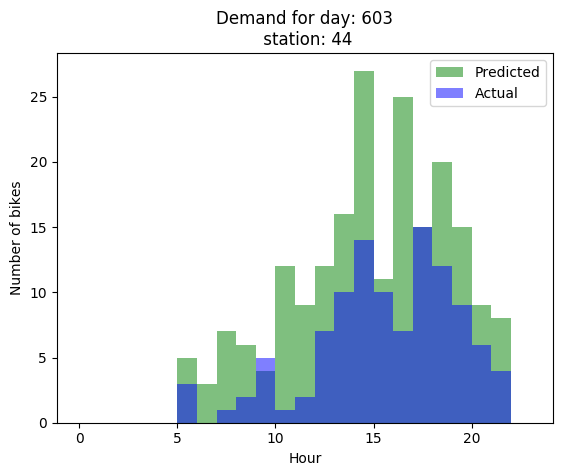 Demand for day: 603
station: 44
Predicted
Actual
25
20
15
10
5
0
Number of bikes
0 5 10 15 20
Hour